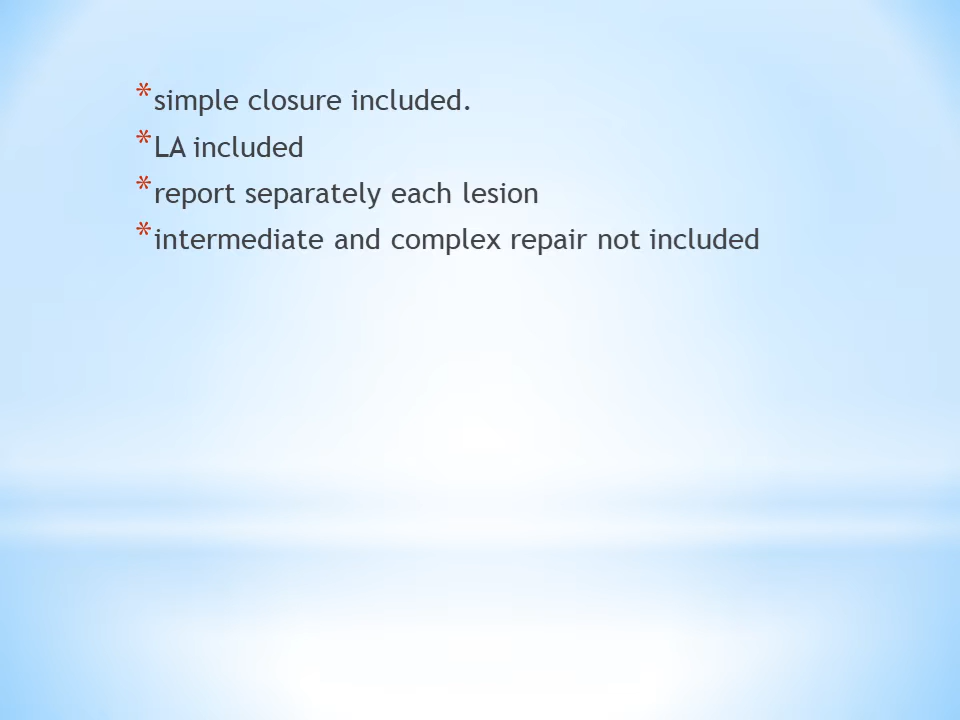 *simple closure included.
*LA included
*report separately each lesion
*intermediate and complex repair not included